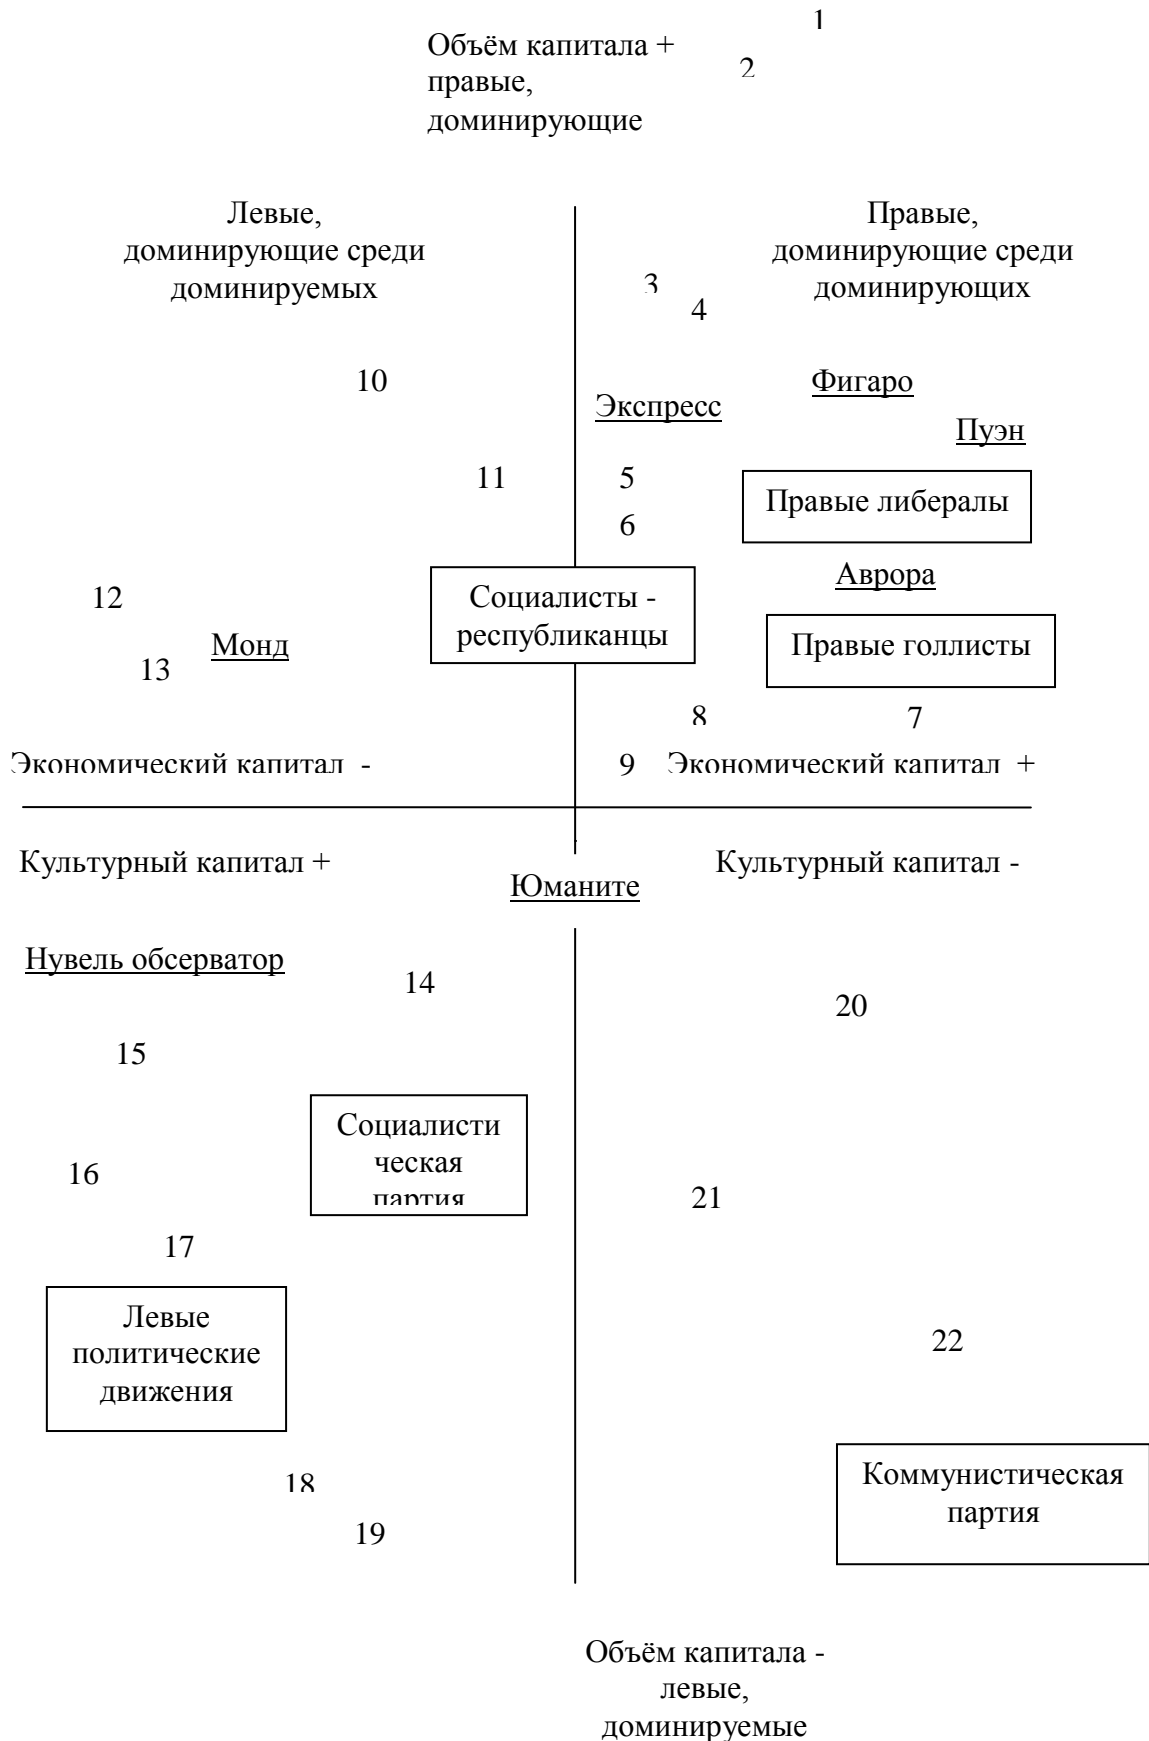 1
Объём капитала +
2
правые,
доминирующие
Левые,
доминирующие среди
доминируемых
Правые,
доминирующие среди
доминирующих
3
4
10
Фигаро
Экспресс
Пуэн
11
5
Правые либералы
6
Аврора
12
Социалисты -
республиканцы
Монд
13
Правые голлисты
8
7
Экономический капитал -
9
Экономический капитал +
Культурный капитал +
Культурный капитал -
Юманите
Нувель обсерватор
14
20
15
Социалисти
ческая
партия
16
21
17
Левые
политические
движения
22
18
Коммунистическая
партия
19
Объём капитала -
левые,
доминируемые